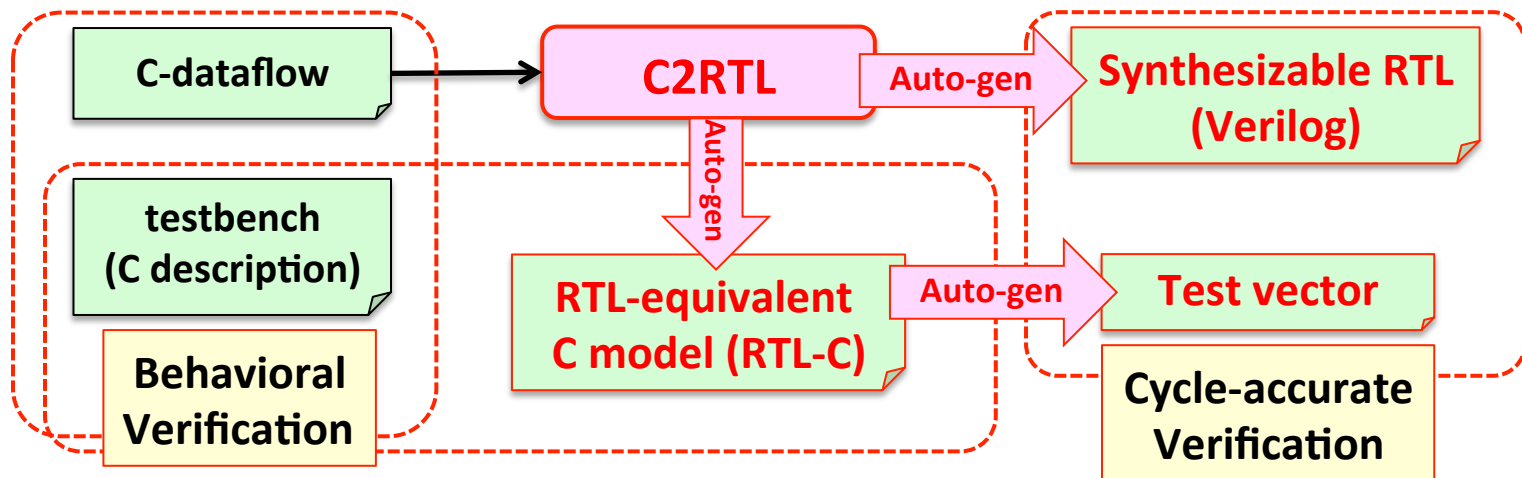 C-dataflow
C2RTL
Auto-gen
Synthesizable RTL
(Verilog)
Auto-gen
testbench
(C description)
RTL-equivalent
C model (RTL-C)
Auto-gen
Test vector
Behavioral
Verification
Cycle-accurate
Verification